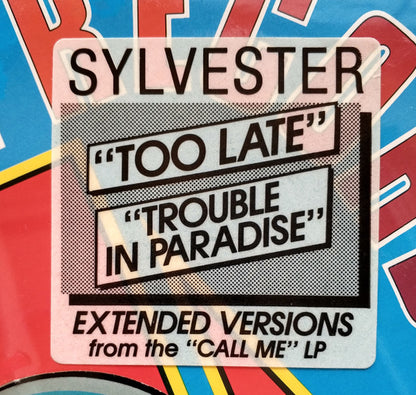 SYLVESTER
"TOO LATE"
"TROUBLE
IN PARADISE"
EXTENDED VERSIONS
from the "CALL ME" LP